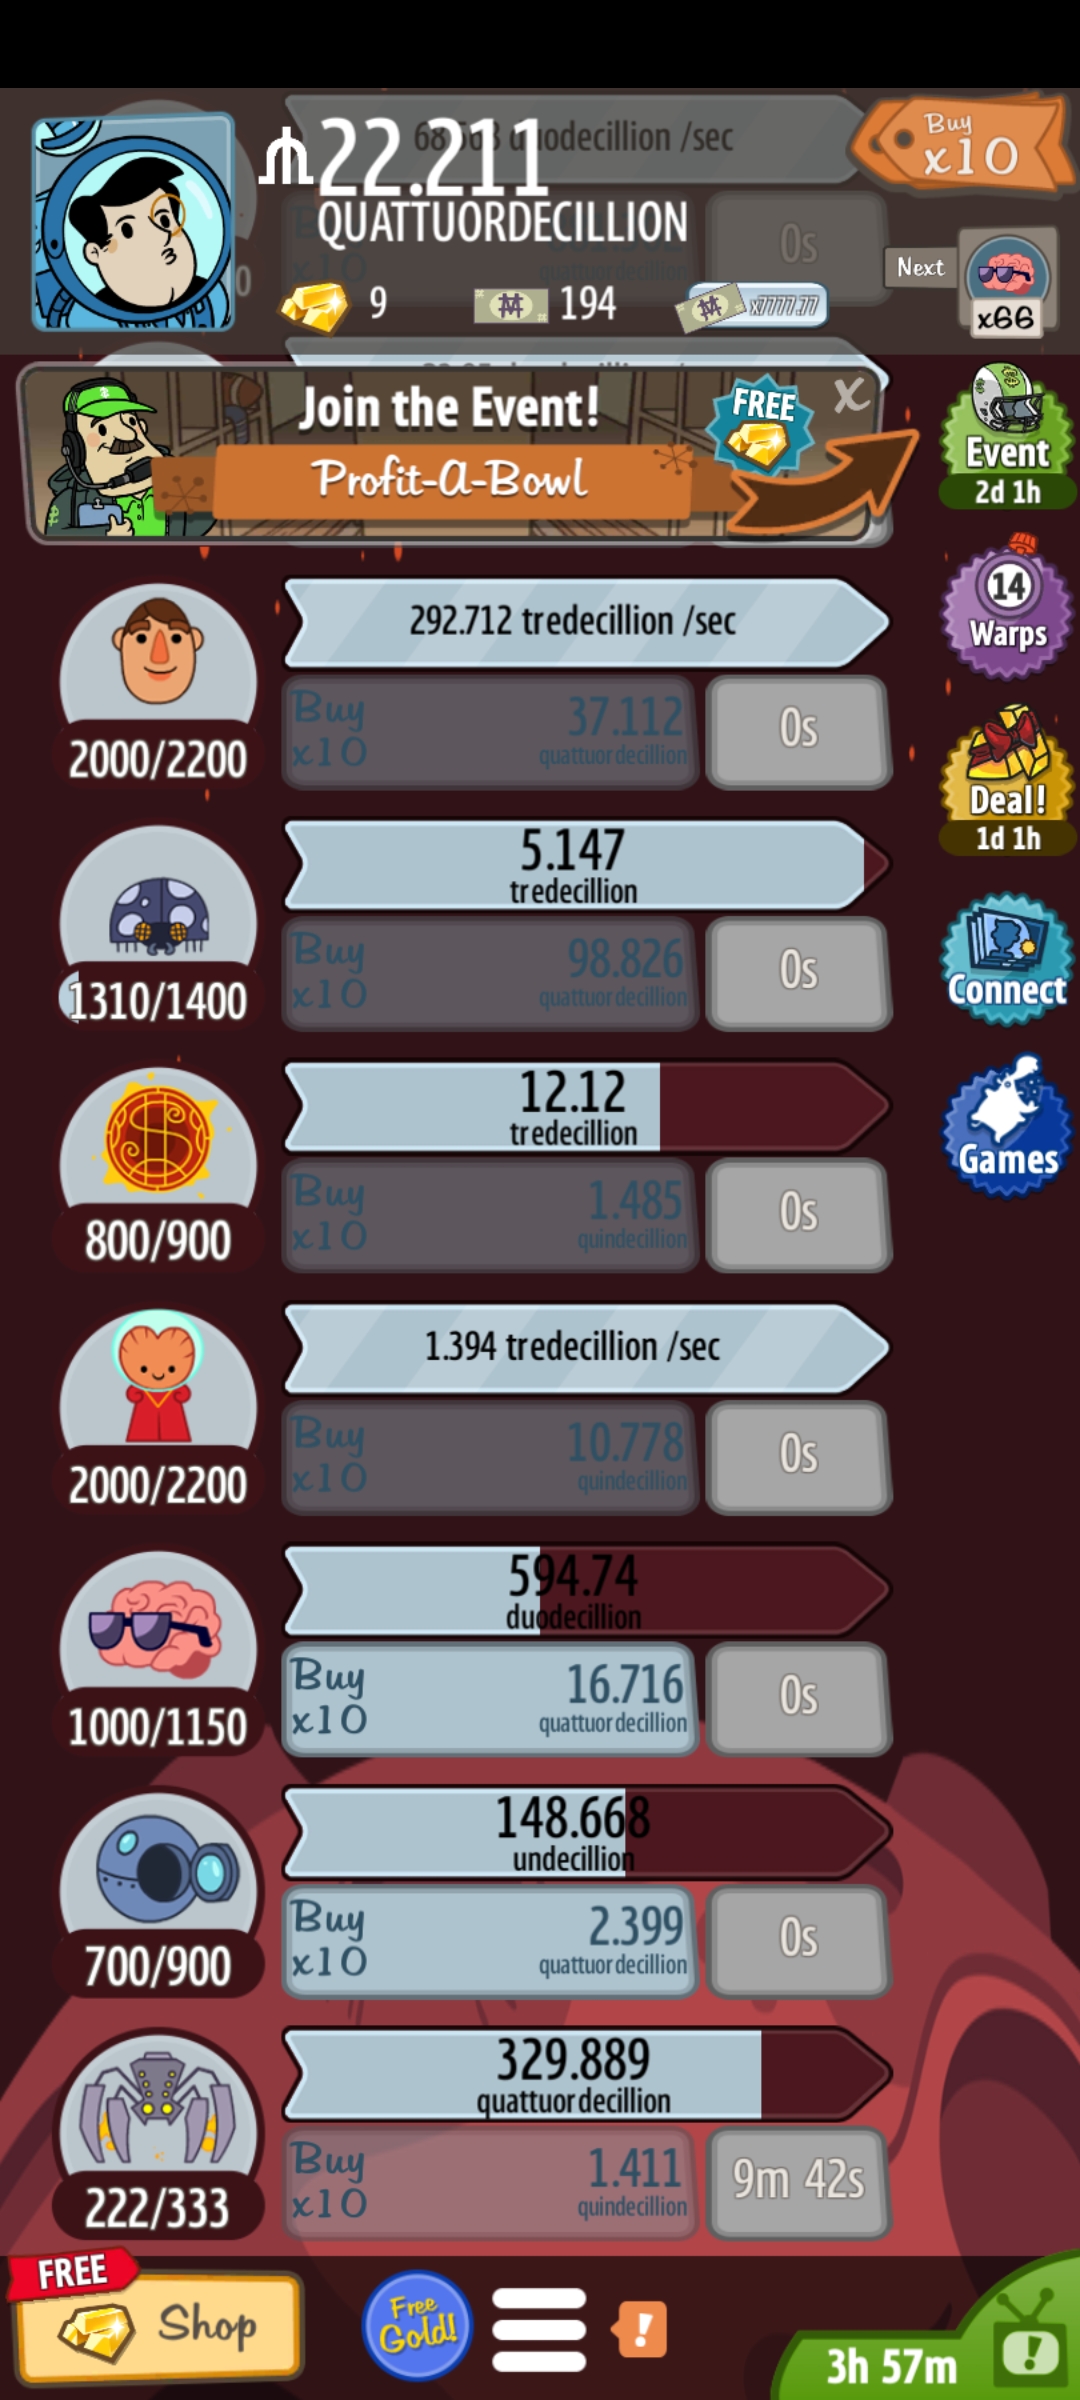 68.568 duodecillion /sec
22.211
QUATTUORDECILLION
Buy
x10
0s
Next
x66
9
194
x7777.77
Join the Event!
Profit-A-Bowl
FREE
X
Event
2d 1h
292.712 tredecillion /sec
2000/2200
Buy
x10
37.112
quattuordecillion
0s
14
Warps
5.147
tredecillion
1310/1400
Buy
x10
98.826
quattuordecillion
0s
Deal!
1d 1h
12.12
tredecillion
800/900
Buy
x10
1.485
quindecillion
0s
Connect
Games
1.394 tredecillion /sec
2000/2200
Buy
x10
10.778
quindecillion
0s
594.74
duodecillion
1000/1150
Buy
x10
16.716
quattuordecillion
0s
148.668
undecillion
700/900
Buy
x10
2.399
quattuordecillion
0s
329.889
quattuordecillion
222/333
Buy
x10
1.411
quindecillion
9m 42s
FREE
Shop
Free
Gold!
!
3h 57m
!